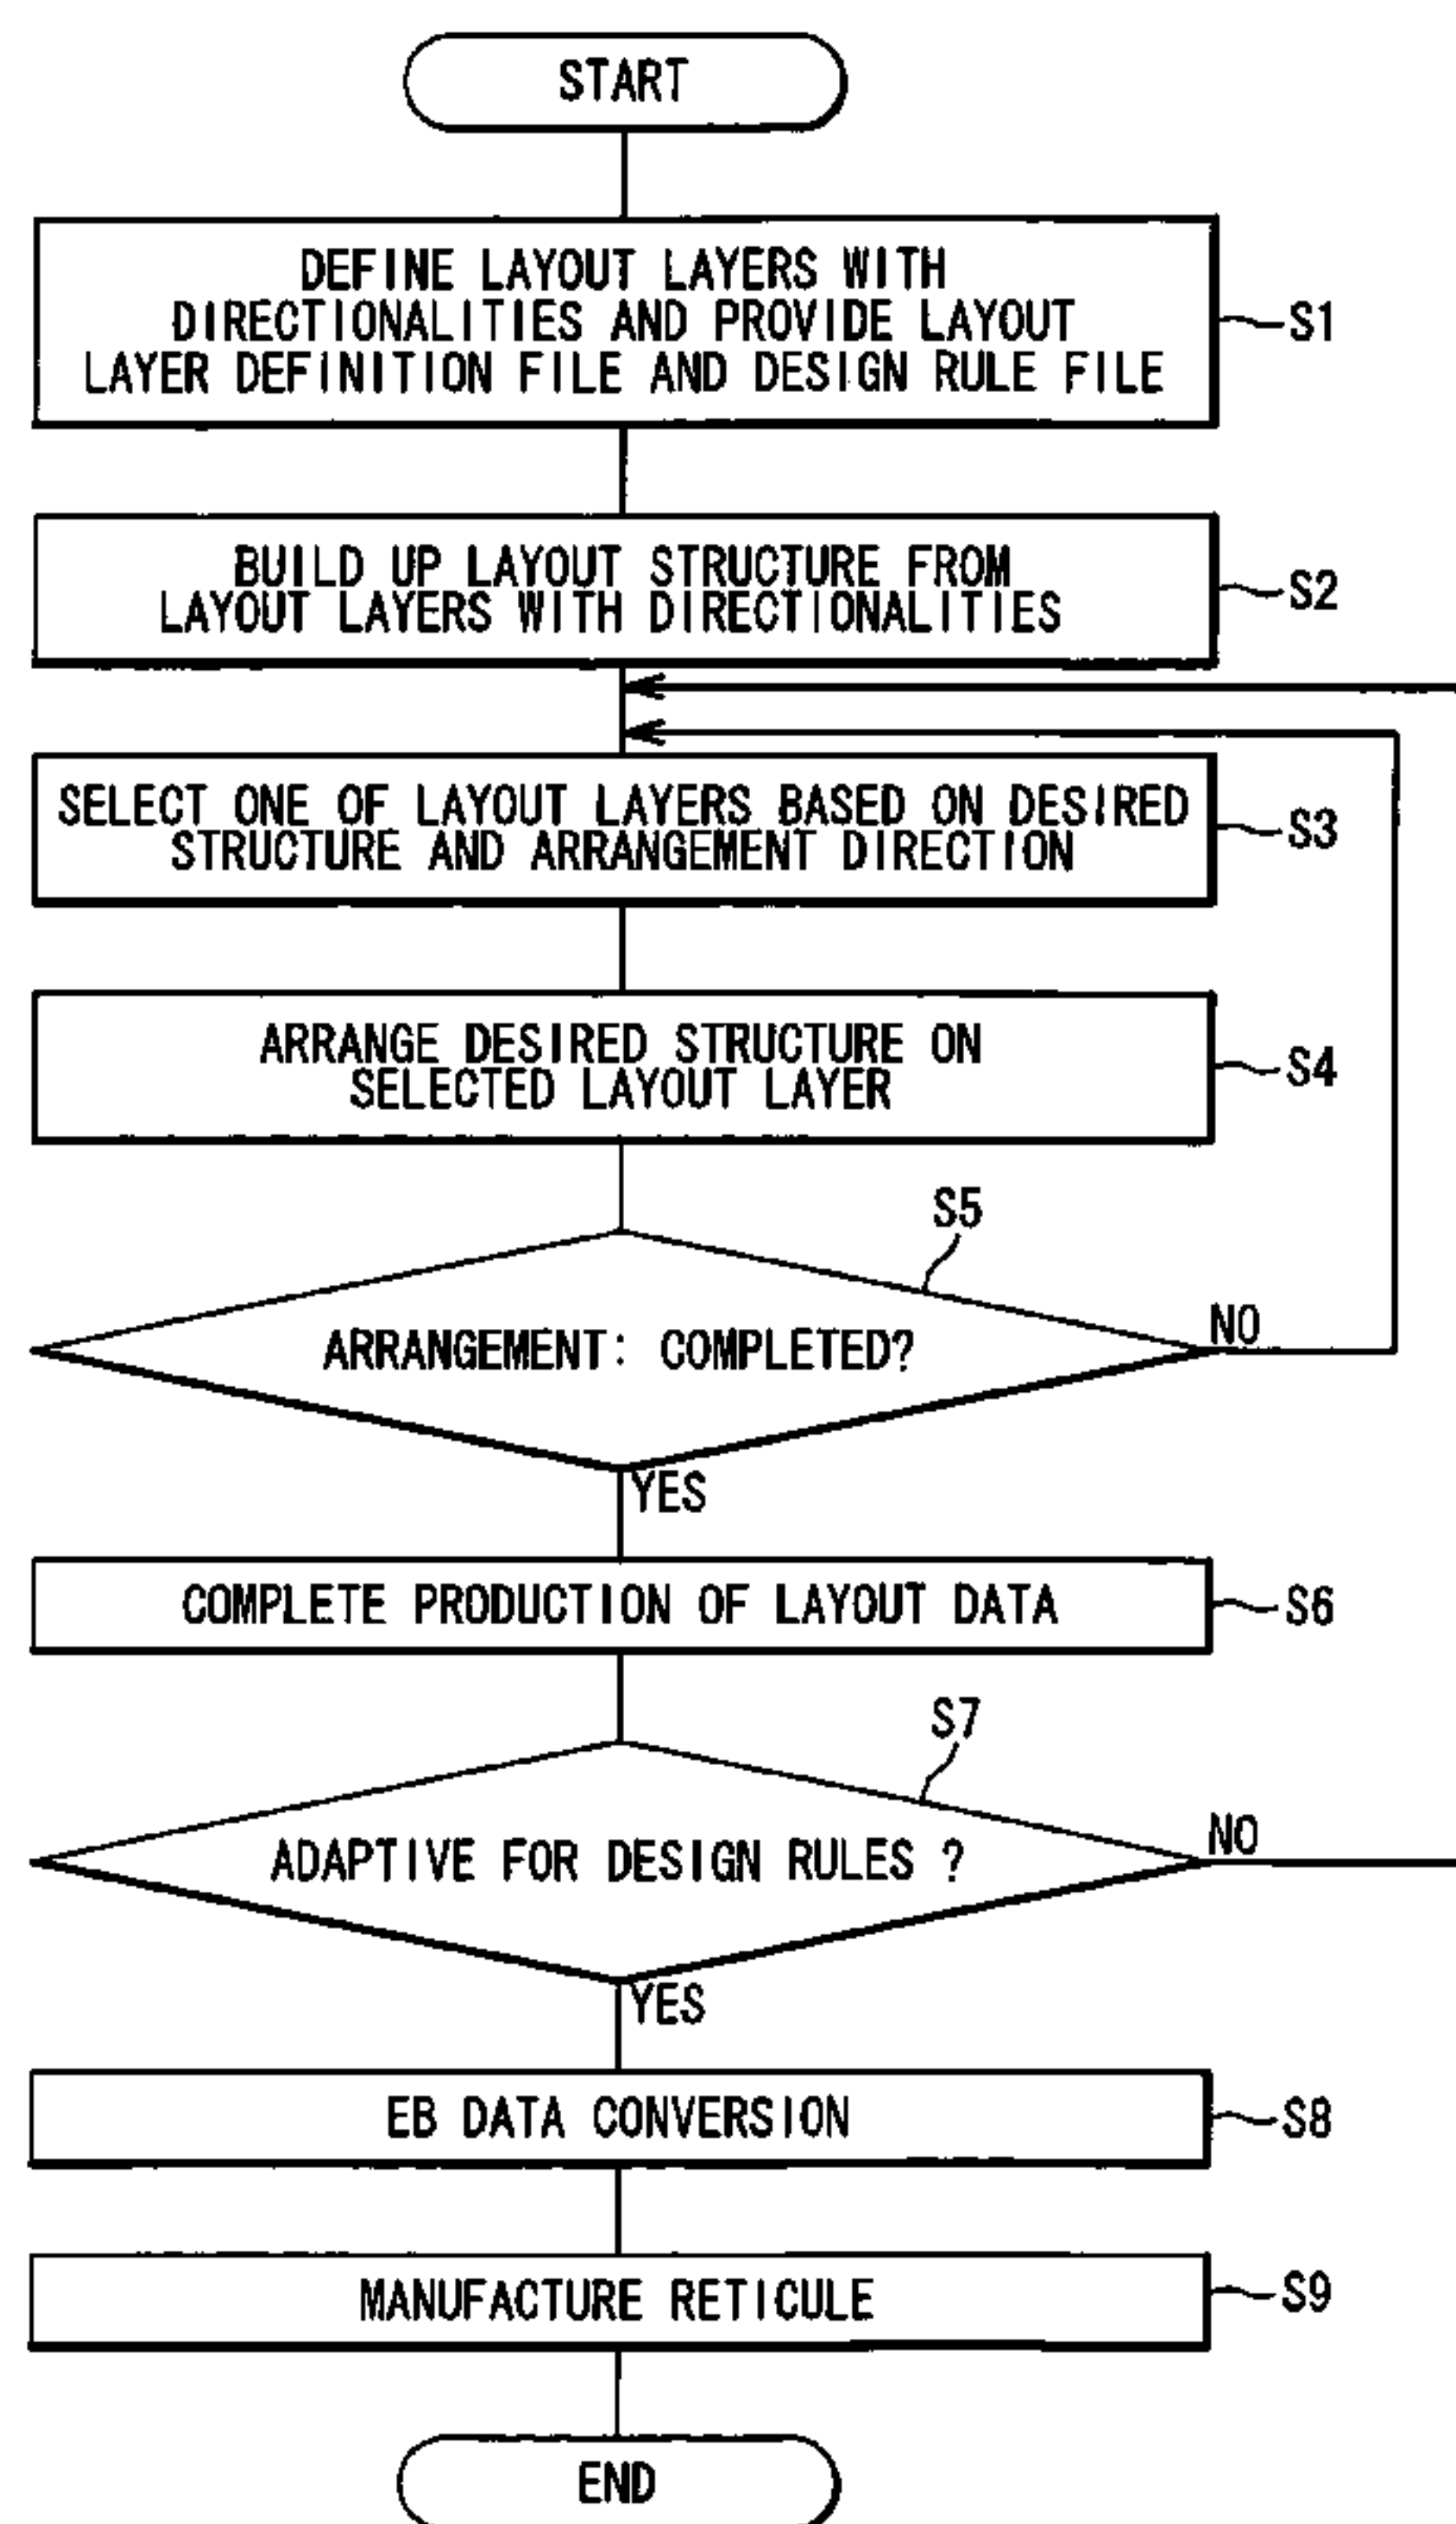 START
DEFINE LAYOUT LAYERS WITH
DIRECTIONALITIES AND PROVIDE LAYOUT
LAYER DEFINITION FILE AND DESIGN RULE FILE
S1
BUILD UP LAYOUT STRUCTURE FROM
LAYOUT LAYERS WITH DIRECTIONALITIES
S2
SELECT ONE OF LAYOUT LAYERS BASED ON DESIRED
STRUCTURE AND ARRANGEMENT DIRECTION
S3
ARRANGE DESIRED STRUCTURE ON
SELECTED LAYOUT LAYER
S4
S5
ARRANGEMENT: COMPLETED?
NO
YES
COMPLETE PRODUCTION OF LAYOUT DATA
S6
S7
ADAPTIVE FOR DESIGN RULES ?
NO
YES
EB DATA CONVERSION
S8
MANUFACTURE RETICULE
S9
END